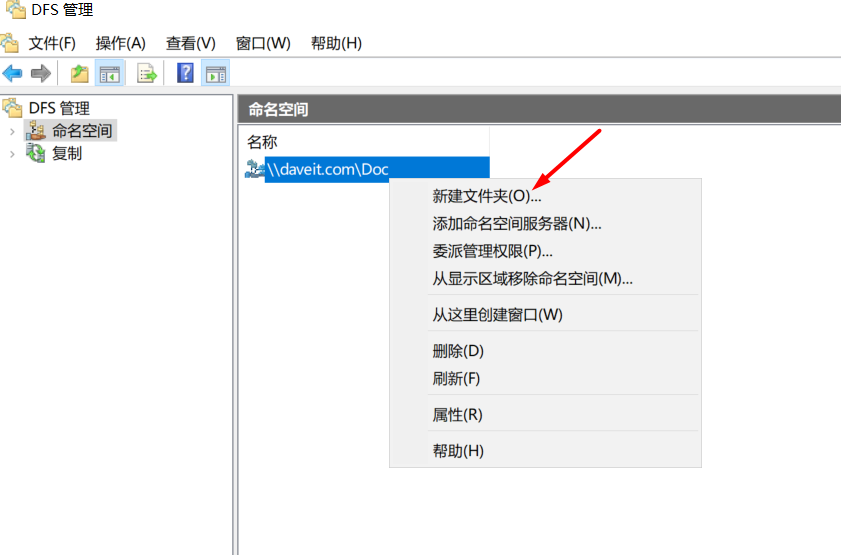 DFS 管理
文件(F) 操作(A) 查看(V) 窗口(W) 帮助(H)
DFS 管理
命名空间
复制
命名空间
名称
\\daveit.com\Doc
新建文件夹(O)...
添加命名空间服务器(N)...
委派管理权限(P)...
从显示区域移除命名空间(M)...
从这里创建窗口(W)
删除(D)
刷新(F)
属性(R)
帮助(H)